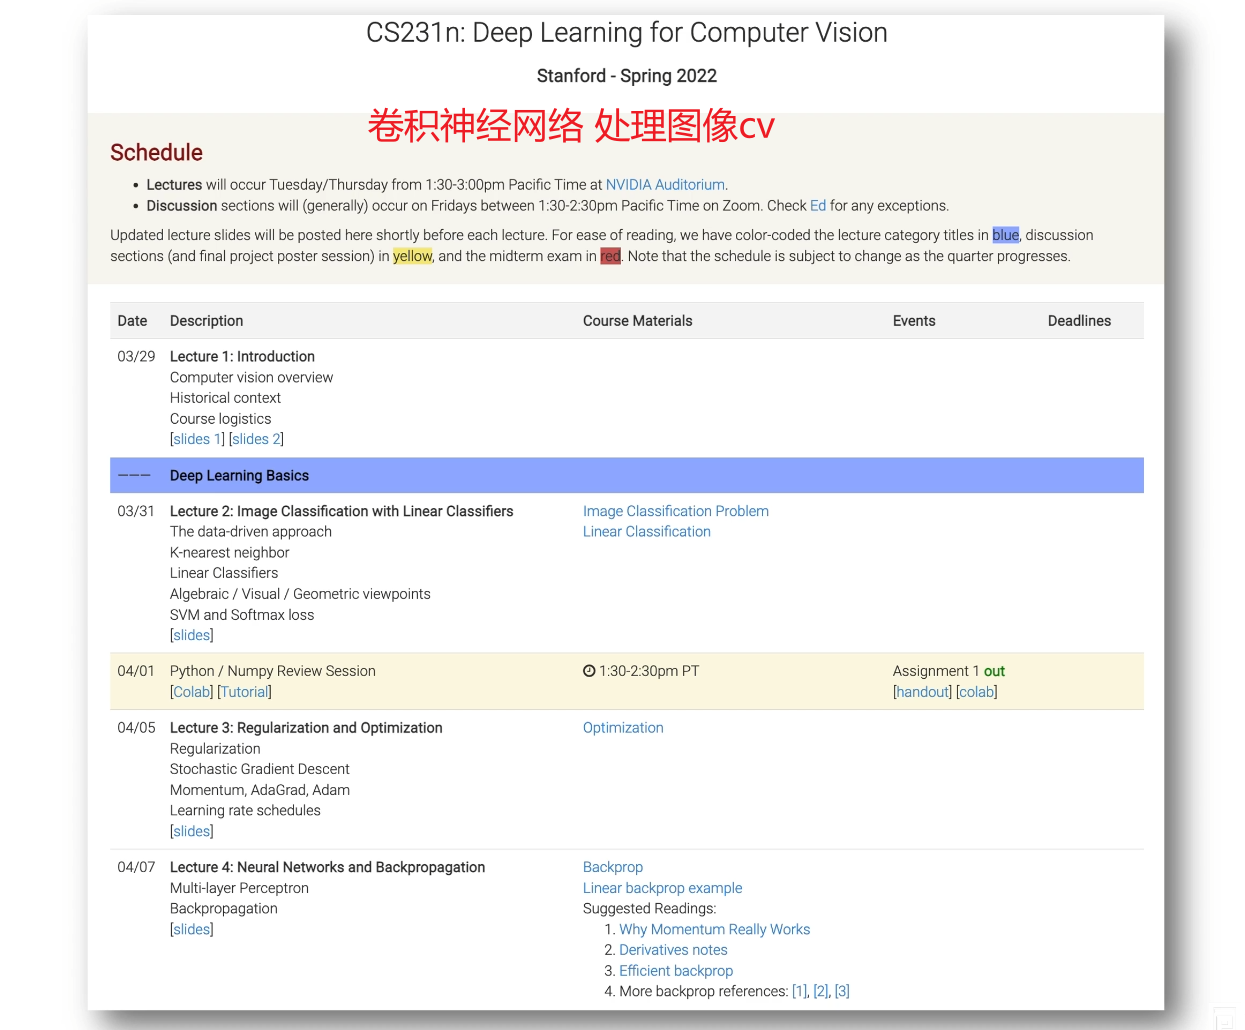 CS231n: Deep Learning for Computer Vision
Stanford - Spring 2022
卷积神经网络 处理图像cv
Schedule
• Lectures will occur Tuesday/Thursday from 1:30-3:00pm Pacific Time at NVIDIA Auditorium.
• Discussion sections will (generally) occur on Fridays between 1:30-2:30pm Pacific Time on Zoom. Check Ed for any exceptions.
Updated lecture slides will be posted here shortly before each lecture. For ease of reading, we have color-coded the lecture category titles in blue, discussion
sections (and final project poster session) in yellow, and the midterm exam in red. Note that the schedule is subject to change as the quarter progresses.
Date Description Course Materials Events Deadlines
03/29 Lecture 1: Introduction
Computer vision overview
Historical context
Course logistics
[slides 1] [slides 2]
——— Deep Learning Basics
03/31 Lecture 2: Image Classification with Linear Classifiers Image Classification Problem
The data-driven approach Linear Classification
K-nearest neighbor
Linear Classifiers
Algebraic / Visual / Geometric viewpoints
SVM and Softmax loss
[slides]
04/01 Python / Numpy Review Session 1:30-2:30pm PT Assignment 1 out
[Colab] [Tutorial] [handout] [colab]
04/05 Lecture 3: Regularization and Optimization Optimization
Regularization
Stochastic Gradient Descent
Momentum, AdaGrad, Adam
Learning rate schedules
[slides]
04/07 Lecture 4: Neural Networks and Backpropagation Backprop
Multi-layer Perceptron Linear backprop example
Backpropagation Suggested Readings:
[slides] 1. Why Momentum Really Works
2. Derivatives notes
3. Efficient backprop
4. More backprop references: [1], [2], [3]